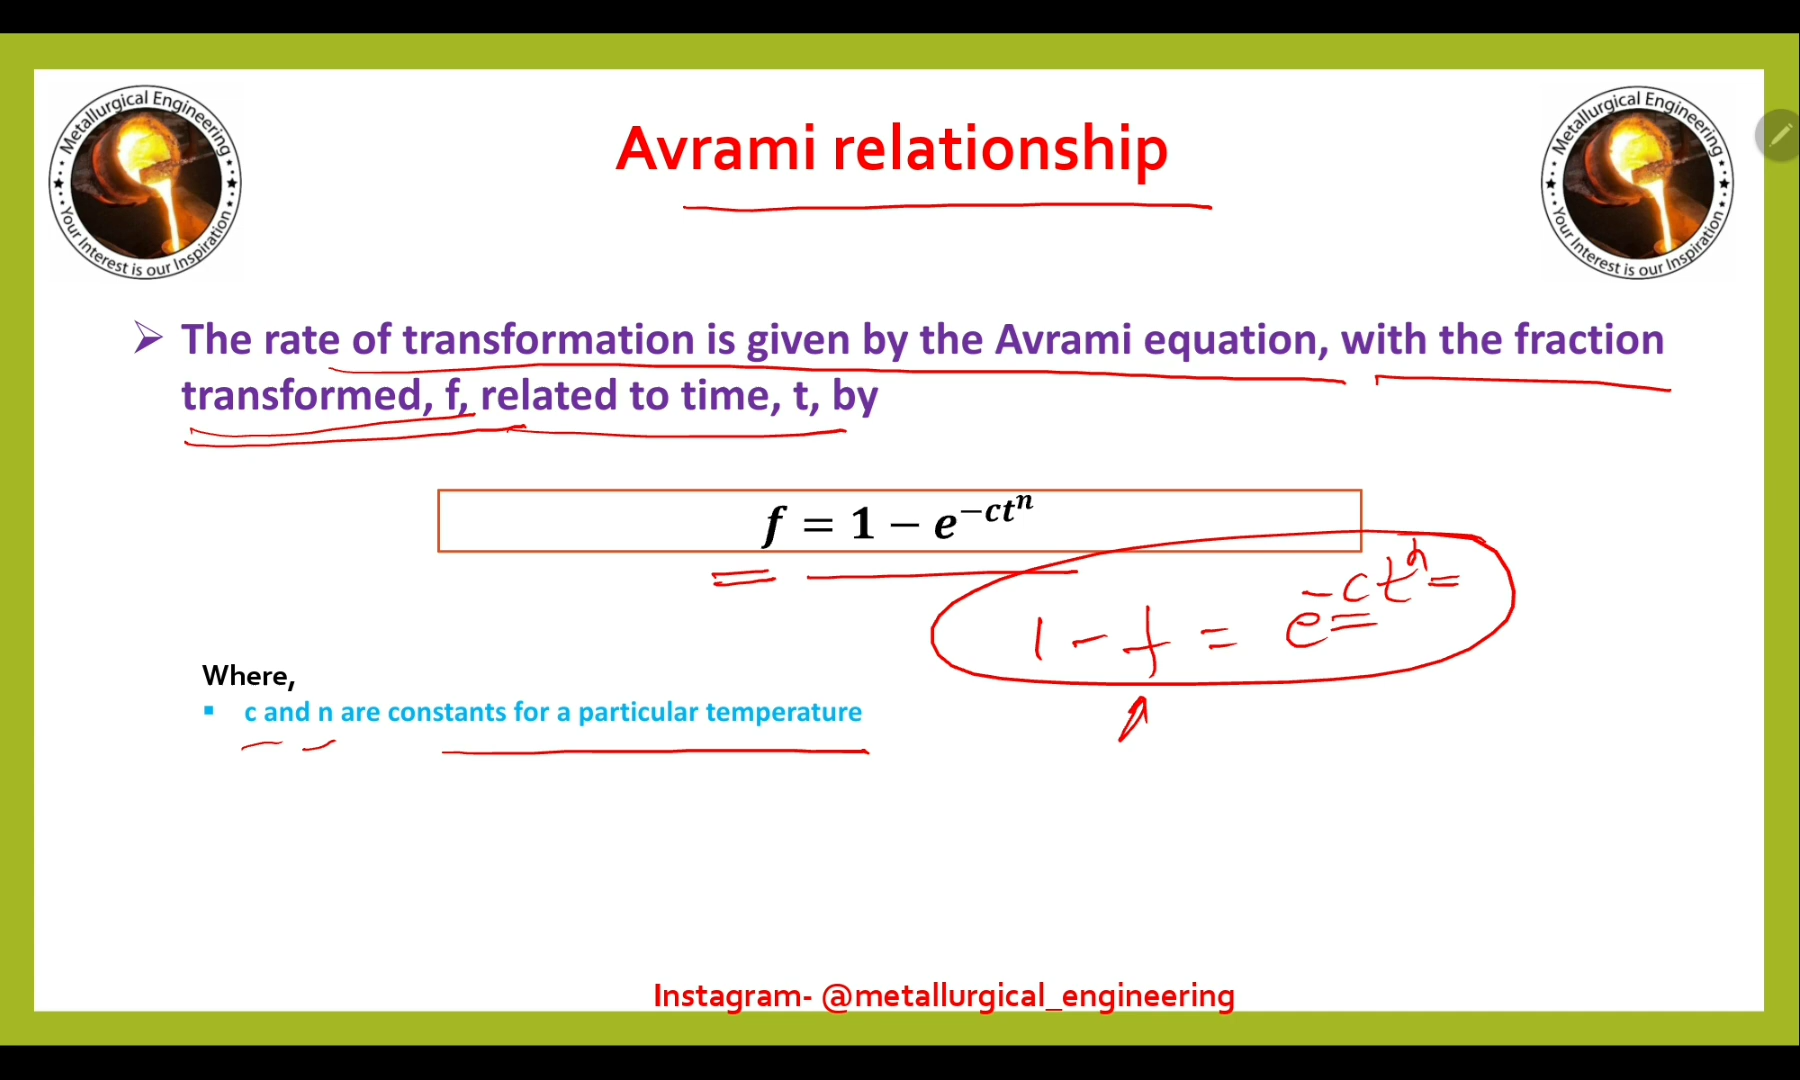 Metallurgical Engineering
Your Interest is our Inspiration
Avrami relationship
Metallurgical Engineering
Your Interest is our Inspiration
➢ The rate of transformation is given by the Avrami equation, with the fraction
transformed, f, related to time, t, by
f = 1 − e^{−ct^n}
1 - f = e^{-ct^n} =
Where,
▪ c and n are constants for a particular temperature
Instagram- @metallurgical_engineering